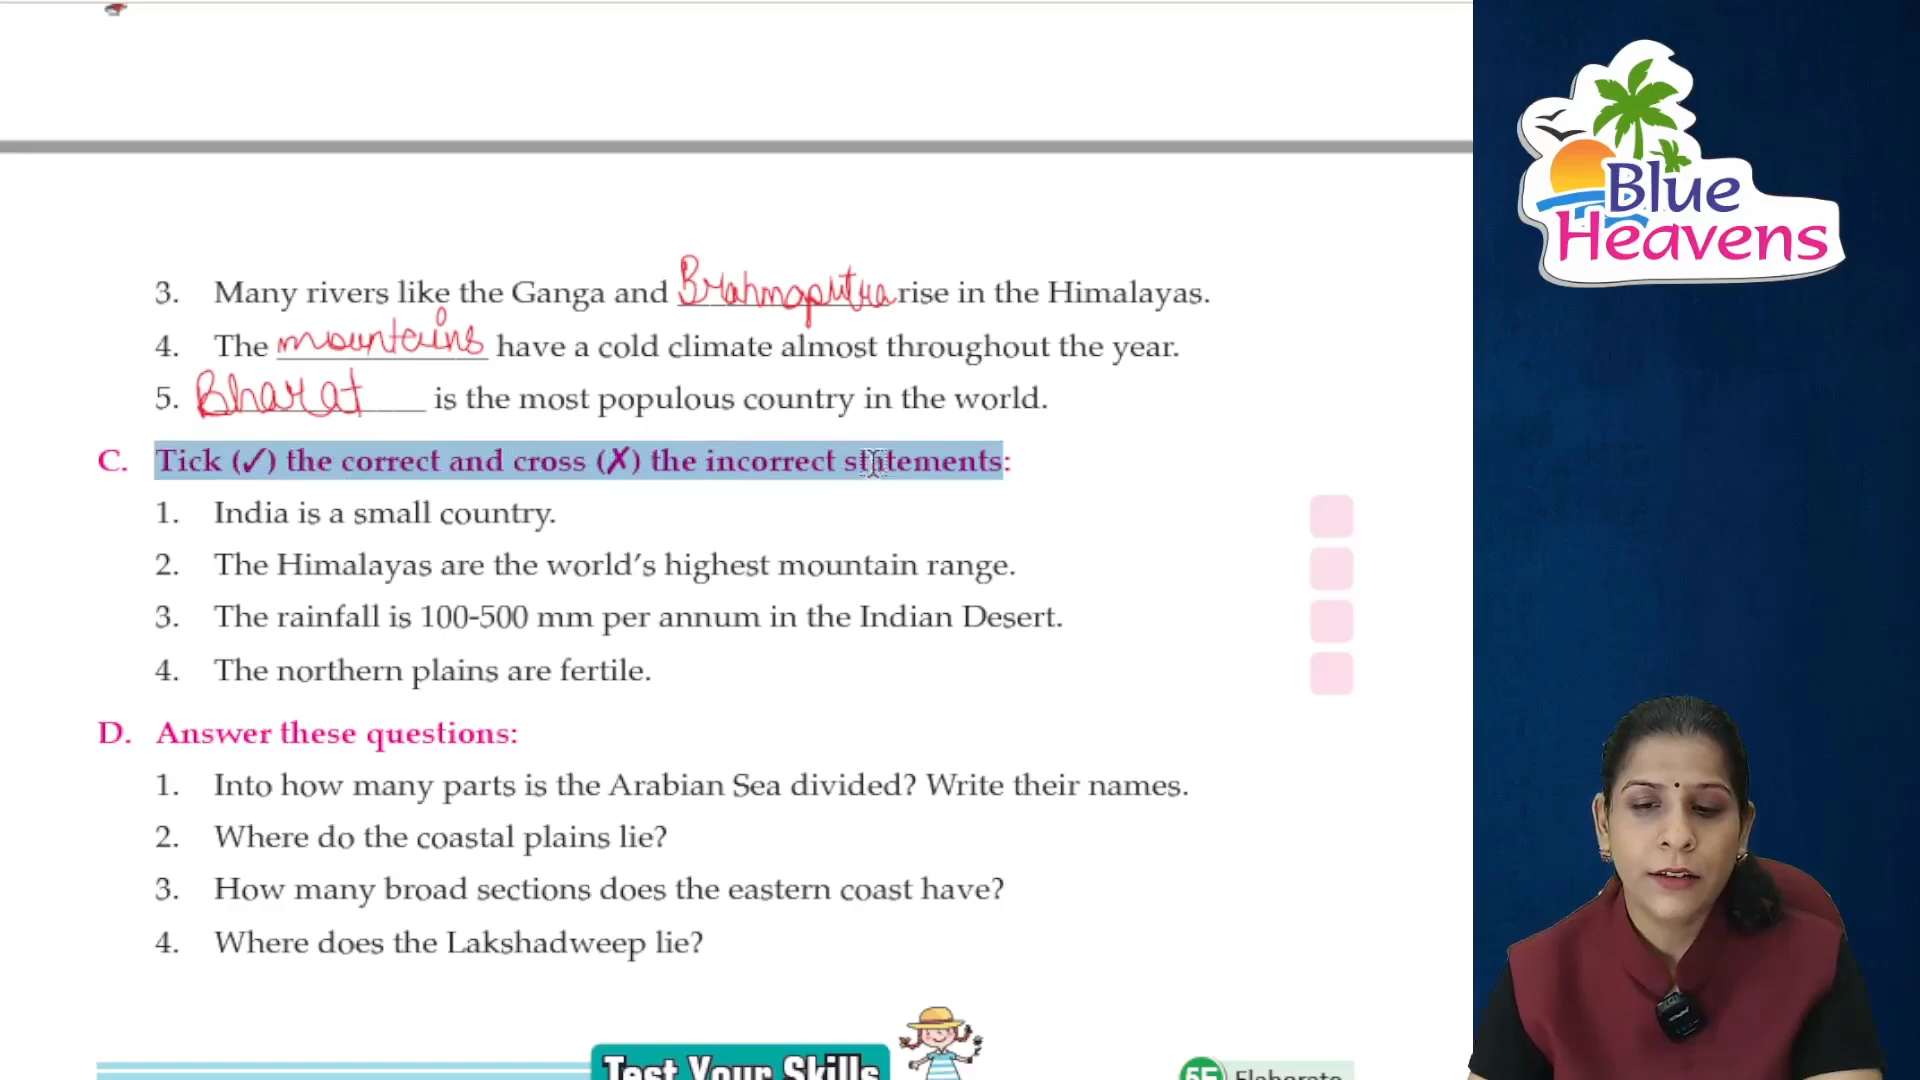 Blue
Heavens
3. Many rivers like the Ganga and Brahmaputra rise in the Himalayas.
4. The mountains have a cold climate almost throughout the year.
5. Bharat is the most populous country in the world.
C. Tick (✓) the correct and cross (✗) the incorrect statements:
1. India is a small country.
2. The Himalayas are the world's highest mountain range.
3. The rainfall is 100-500 mm per annum in the Indian Desert.
4. The northern plains are fertile.
D. Answer these questions:
1. Into how many parts is the Arabian Sea divided? Write their names.
2. Where do the coastal plains lie?
3. How many broad sections does the eastern coast have?
4. Where does the Lakshadweep lie?
Test Your Skills
5E Elaborate